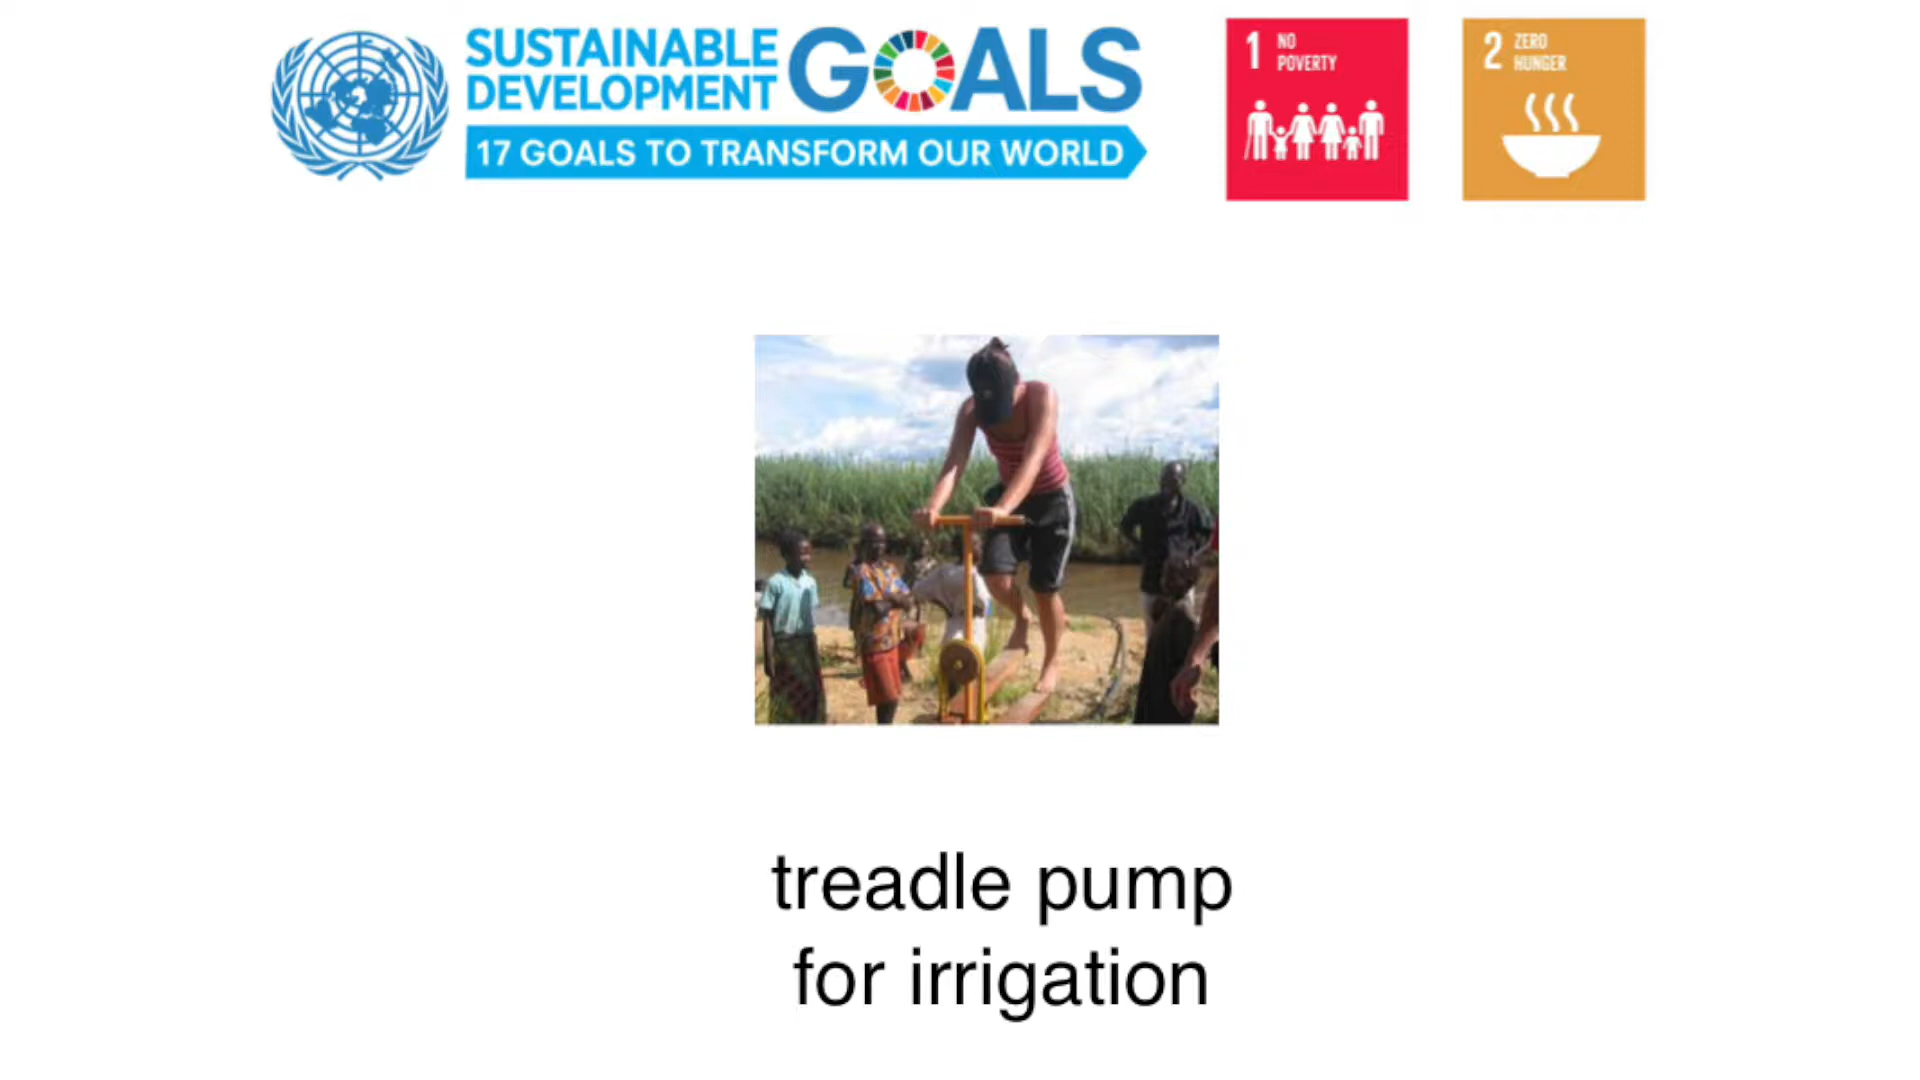 SUSTAINABLE
DEVELOPMENT
GOALS
17 GOALS TO TRANSFORM OUR WORLD
1 NO
POVERTY
2 ZERO
HUNGER
treadle pump
for irrigation